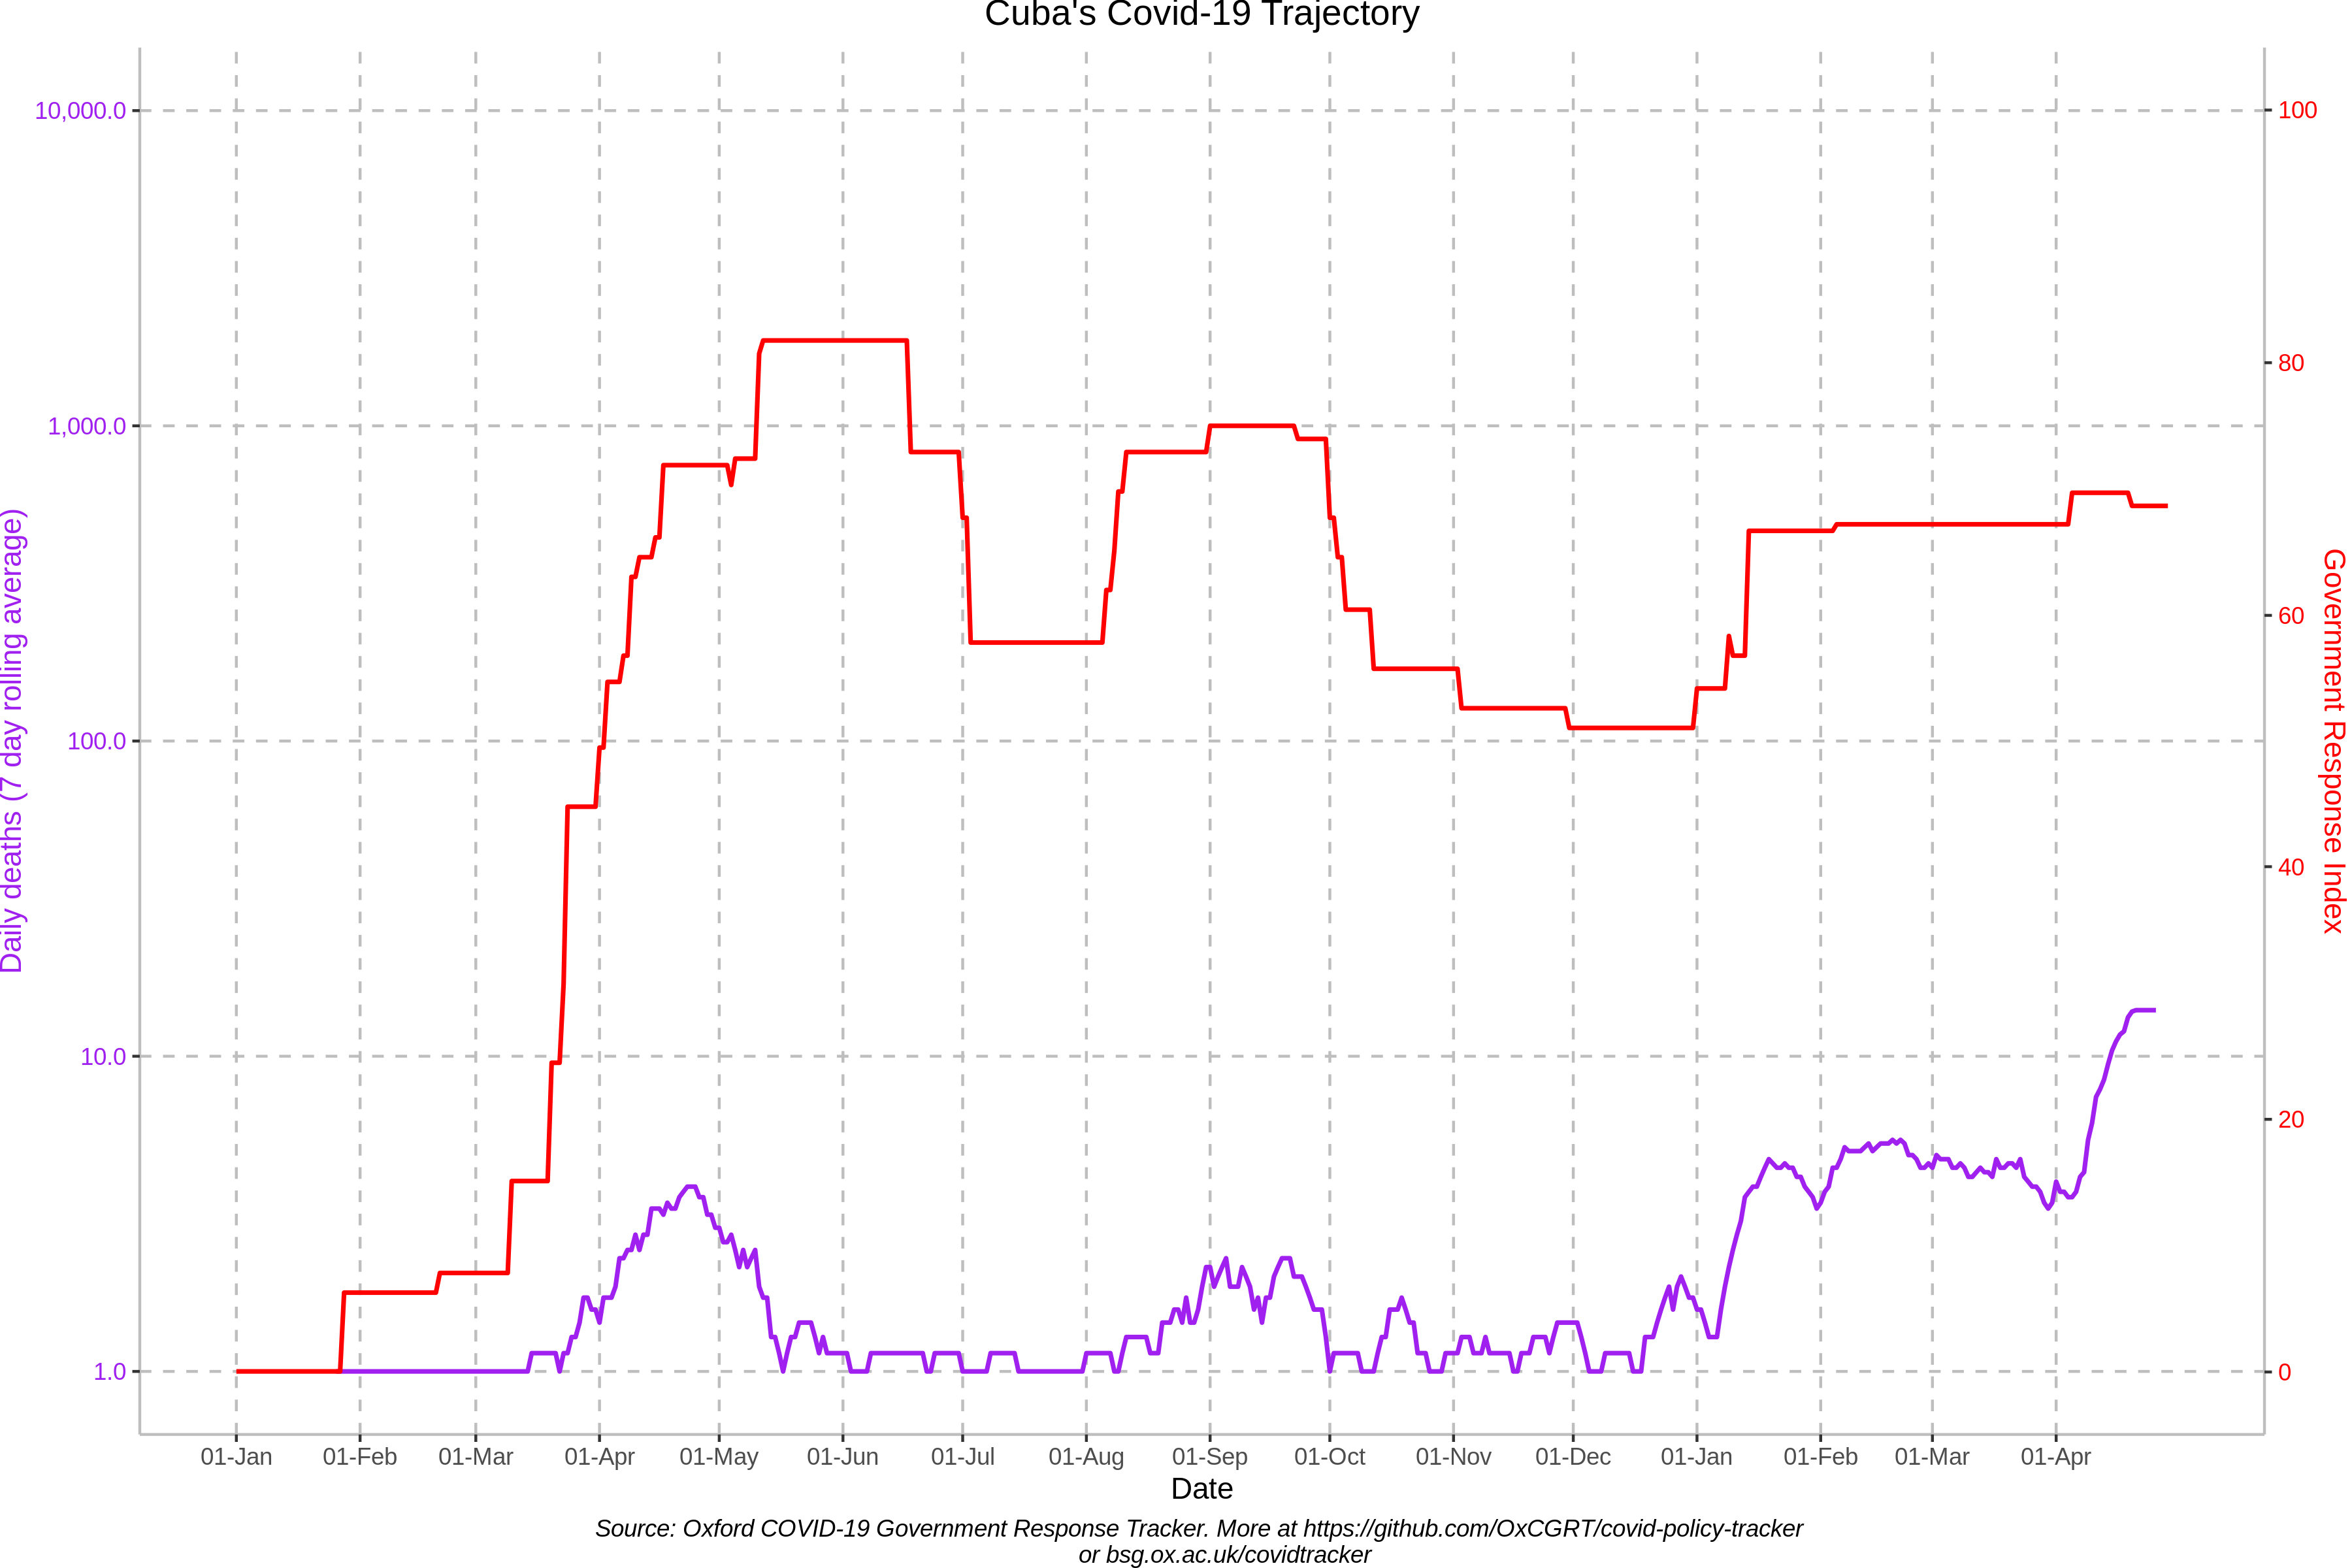 Cuba's Covid-19 Trajectory
10,000.0
1,000.0
100.0
10.0
1.0
Daily deaths (7 day rolling average)
100
80
60
40
20
0
Government Response Index
01-Jan 01-Feb 01-Mar 01-Apr 01-May 01-Jun 01-Jul 01-Aug 01-Sep 01-Oct 01-Nov 01-Dec 01-Jan 01-Feb 01-Mar 01-Apr
Date
Source: Oxford COVID-19 Government Response Tracker. More at https://github.com/OxCGRT/covid-policy-tracker
or bsg.ox.ac.uk/covidtracker